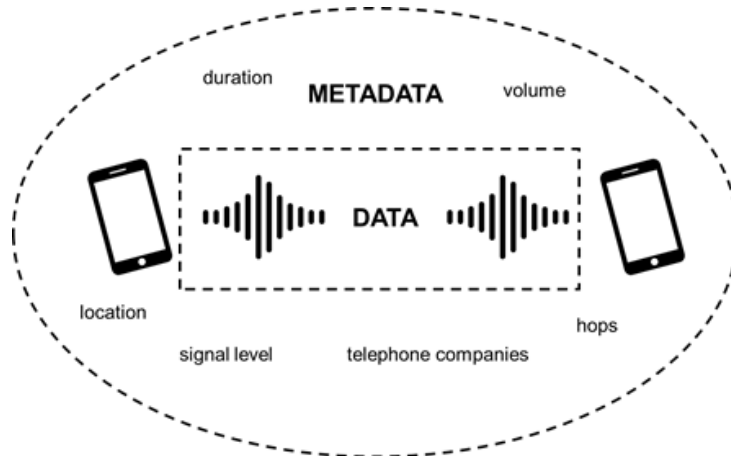 duration
METADATA
volume
DATA
location
hops
signal level
telephone companies